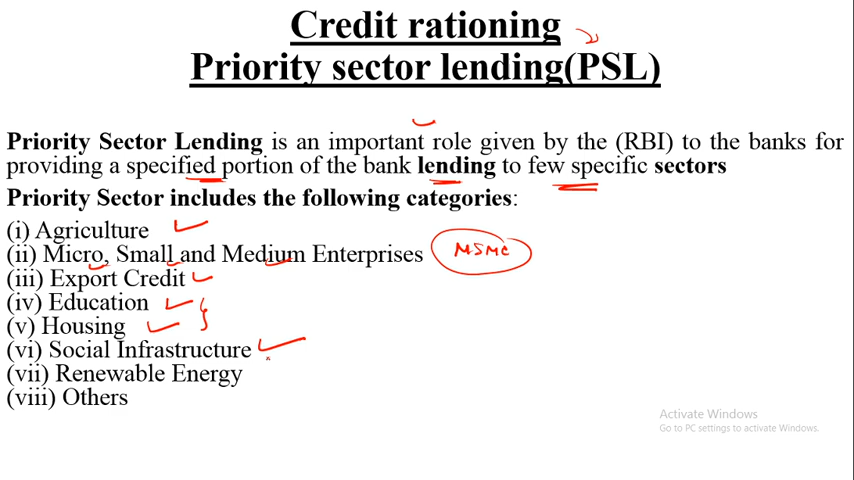 Credit rationing
Priority sector lending(PSL)
Priority Sector Lending is an important role given by the (RBI) to the banks for
providing a specified portion of the bank lending to few specific sectors
Priority Sector includes the following categories:
(i) Agriculture
(ii) Micro, Small and Medium Enterprises MSME
(iii) Export Credit
(iv) Education
(v) Housing
(vi) Social Infrastructure
(vii) Renewable Energy
(viii) Others
Activate Windows
Go to PC settings to activate Windows.